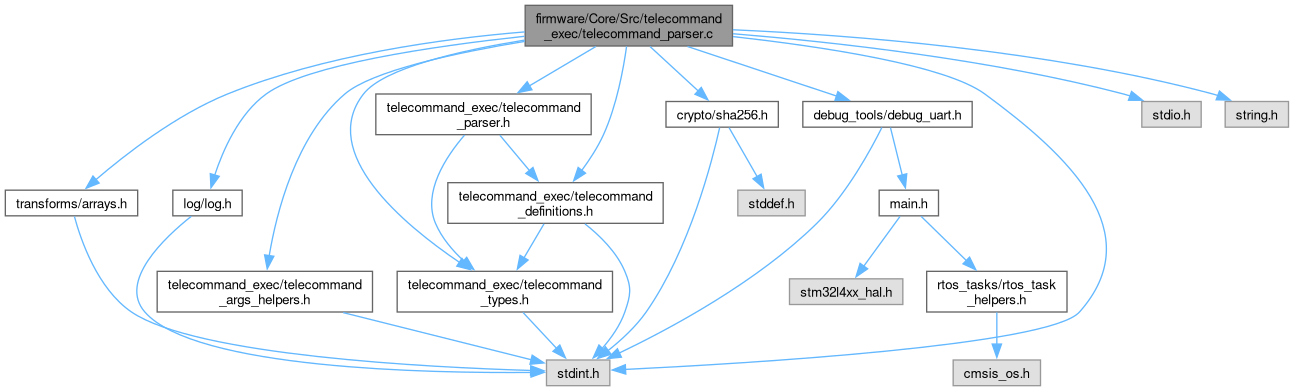 firmware/Core/Src/telecommand
_exec/telecommand_parser.c
telecommand_exec/telecommand
_parser.h
crypto/sha256.h
debug_tools/debug_uart.h
stdio.h
string.h
transforms/arrays.h
log/log.h
telecommand_exec/telecommand
_definitions.h
stddef.h
main.h
telecommand_exec/telecommand
_args_helpers.h
telecommand_exec/telecommand
_types.h
stm32l4xx_hal.h
rtos_tasks/rtos_task
_helpers.h
stdint.h
cmsis_os.h